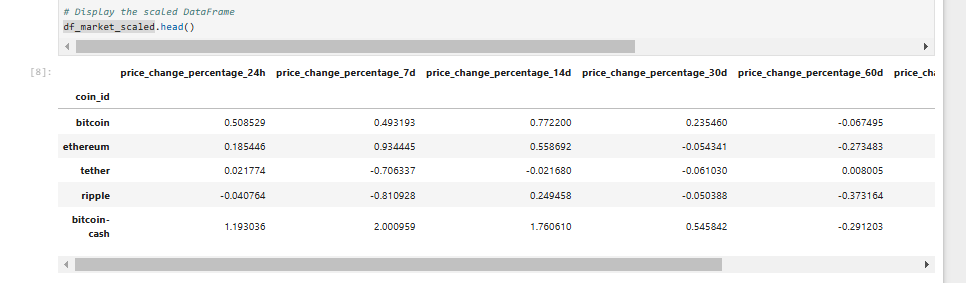 # Display the scaled DataFrame
df_market_scaled.head()
[8]:
price_change_percentage_24h price_change_percentage_7d price_change_percentage_14d price_change_percentage_30d price_change_percentage_60d price_cha
coin_id
bitcoin 0.508529 0.493193 0.772200 0.235460 -0.067495
ethereum 0.185446 0.934445 0.558692 -0.054341 -0.273483
tether 0.021774 -0.706337 -0.021680 -0.061030 0.008005
ripple -0.040764 -0.810928 0.249458 -0.050388 -0.373164
bitcoin-
cash 1.193036 2.000959 1.760610 0.545842 -0.291203